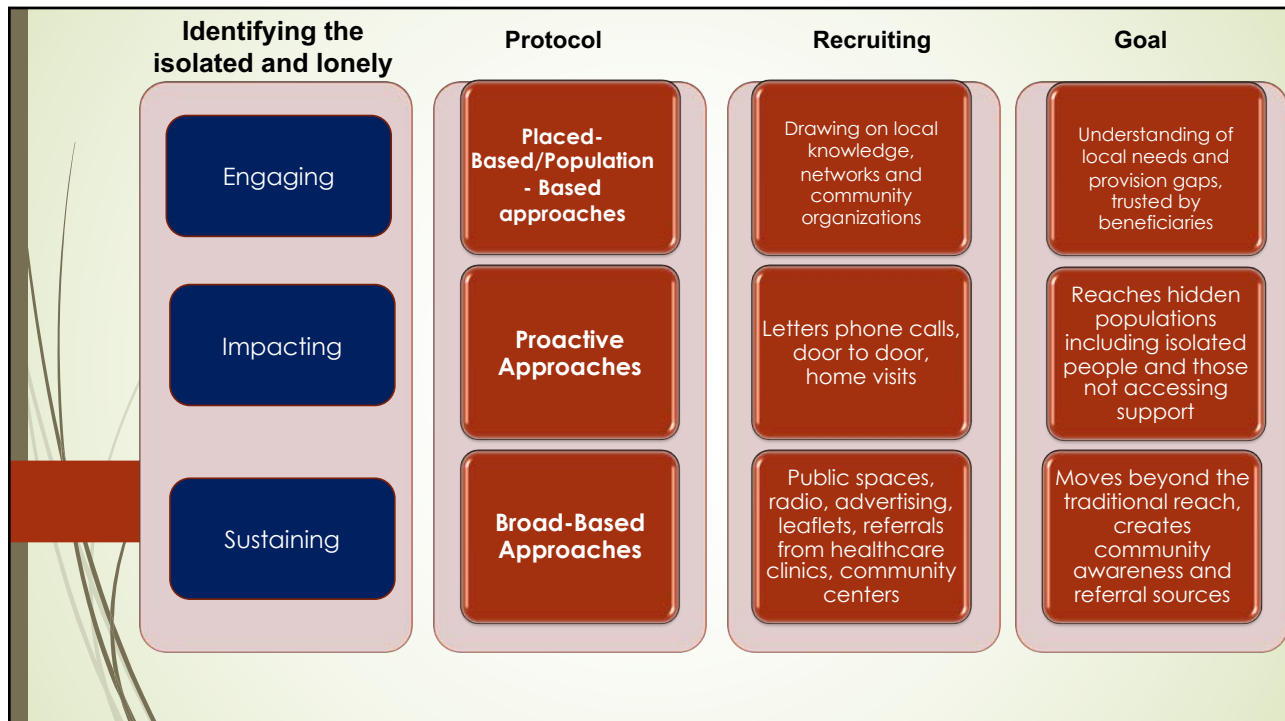 Identifying the
isolated and lonely
Protocol
Recruiting
Goal
Engaging
Placed-
Based/Population
- Based
approaches
Drawing on local
knowledge,
networks and
community
organizations
Understanding of
local needs and
provision gaps,
trusted by
beneficiaries
Impacting
Proactive
Approaches
Letters phone calls,
door to door,
home visits
Reaches hidden
populations
including isolated
people and those
not accessing
support
Sustaining
Broad-Based
Approaches
Public spaces,
radio, advertising,
leaflets, referrals
from healthcare
clinics, community
centers
Moves beyond the
traditional reach,
creates
community
awareness and
referral sources